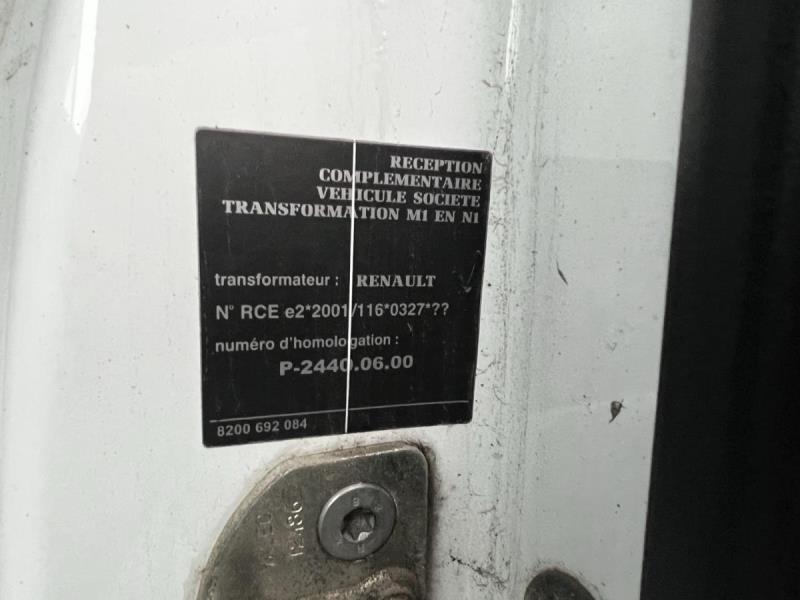 RECEPTION
COMPLEMENTAIRE
VEHICULE SOCIETE
TRANSFORMATION M1 EN N1
transformateur : RENAULT
N° RCE e2*2001/116*0327*??
numéro d'homologation :
P-2440.06.00
8200 692 084
12486